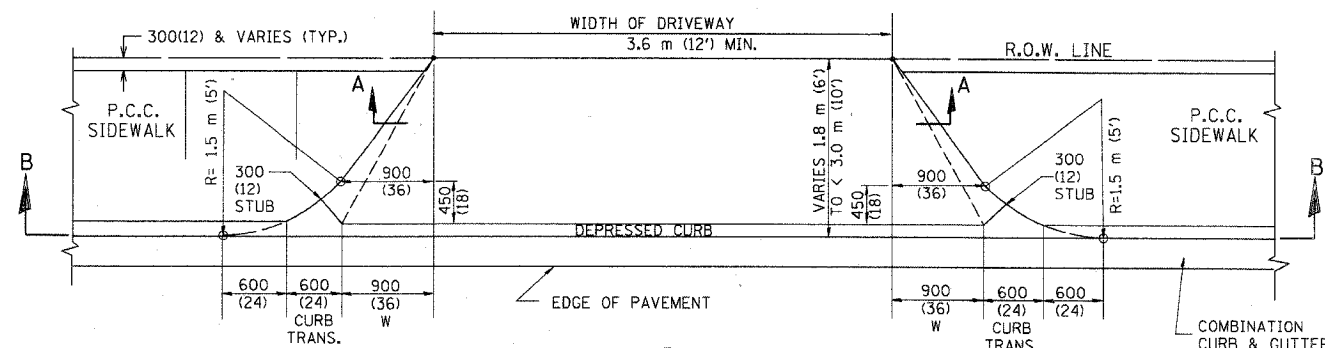 WIDTH OF DRIVEWAY
3.6 m (12') MIN.
300(12) & VARIES (TYP.)
R.O.W. LINE
A
A
P.C.C.
SIDEWALK
R= 1.5 m (5')
300
(12)
STUB
900
(36)
450
(18)
VARIES 1.8 m (6')
TO < 3.0 m (10')
900
(36)
450
(18)
300
(12)
STUB
R=1.5 m (5')
P.C.C.
SIDEWALK
B
B
DEPRESSED CURB
600
(24)
600
(24)
CURB
TRANS.
900
(36)
W
EDGE OF PAVEMENT
900
(36)
W
600
(24)
CURB
TRANS.
600
(24)
COMBINATION
CURB & GUTTER